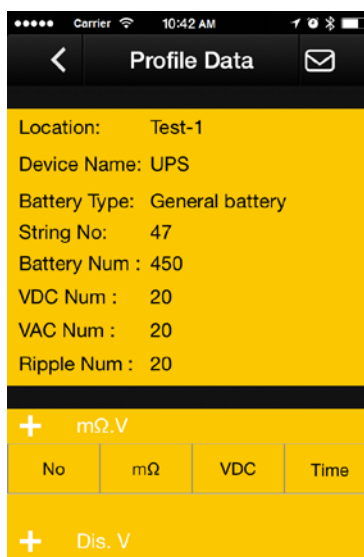 Carrier 10:42 AM
Profile Data
Location: Test-1
Device Name: UPS
Battery Type: General battery
String No: 47
Battery Num : 450
VDC Num : 20
VAC Num : 20
Ripple Num : 20
+ mΩ.V
No mΩ VDC Time
+ Dis. V